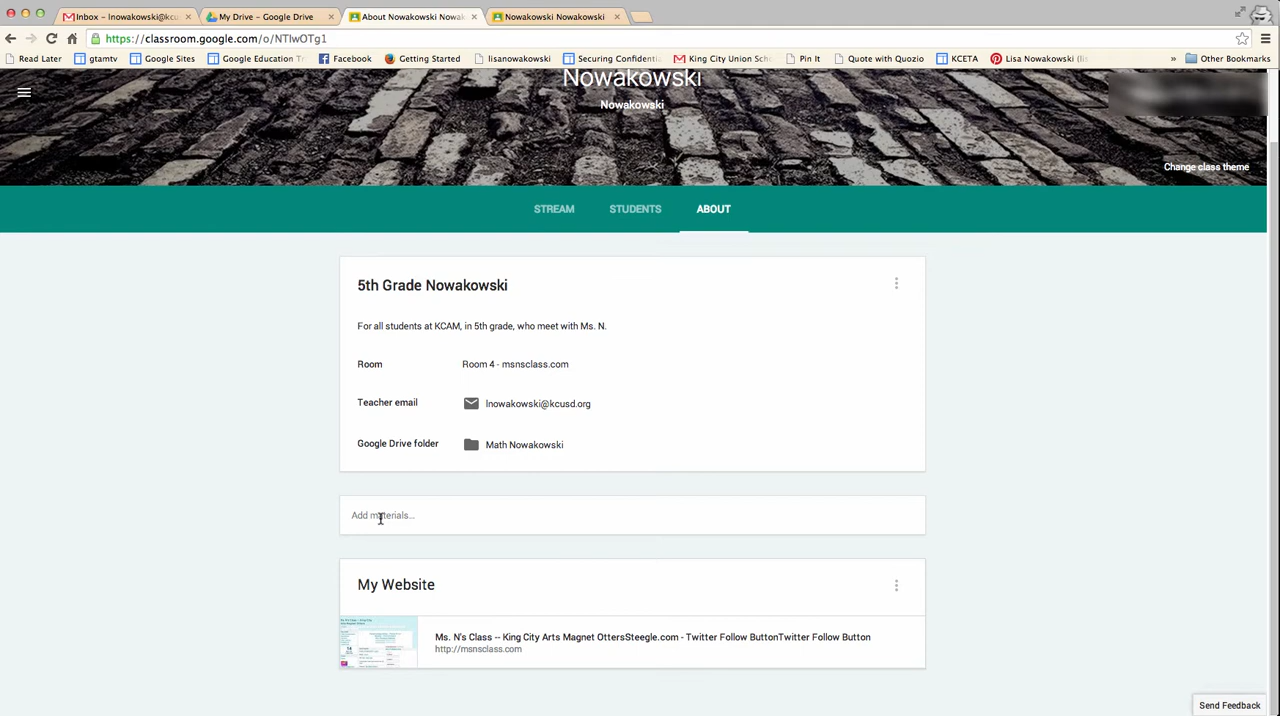 Inbox – lnowakowski@kcu
My Drive – Google Drive
About Nowakowski Nowak
Nowakowski Nowakowski
https://classroom.google.com/o/NTIwOTg1
Read Later
gtamtv
Google Sites
Google Education Tr
Facebook
Getting Started
lisanowakowski
Securing Confidentia
King City Union Scho
Pin It
Quote with Quozio
KCETA
Lisa Nowakowski (lis
»
Other Bookmarks
Nowakowski
Nowakowski
Change class theme
STREAM STUDENTS ABOUT
5th Grade Nowakowski
For all students at KCAM, in 5th grade, who meet with Ms. N.
Room Room 4 - msnsclass.com
Teacher email lnowakowski@kcusd.org
Google Drive folder Math Nowakowski
Add materials...
My Website
Ms. N's Class -- King City Arts Magnet OttersSteegle.com - Twitter Follow ButtonTwitter Follow Button
http://msnsclass.com
Send Feedback